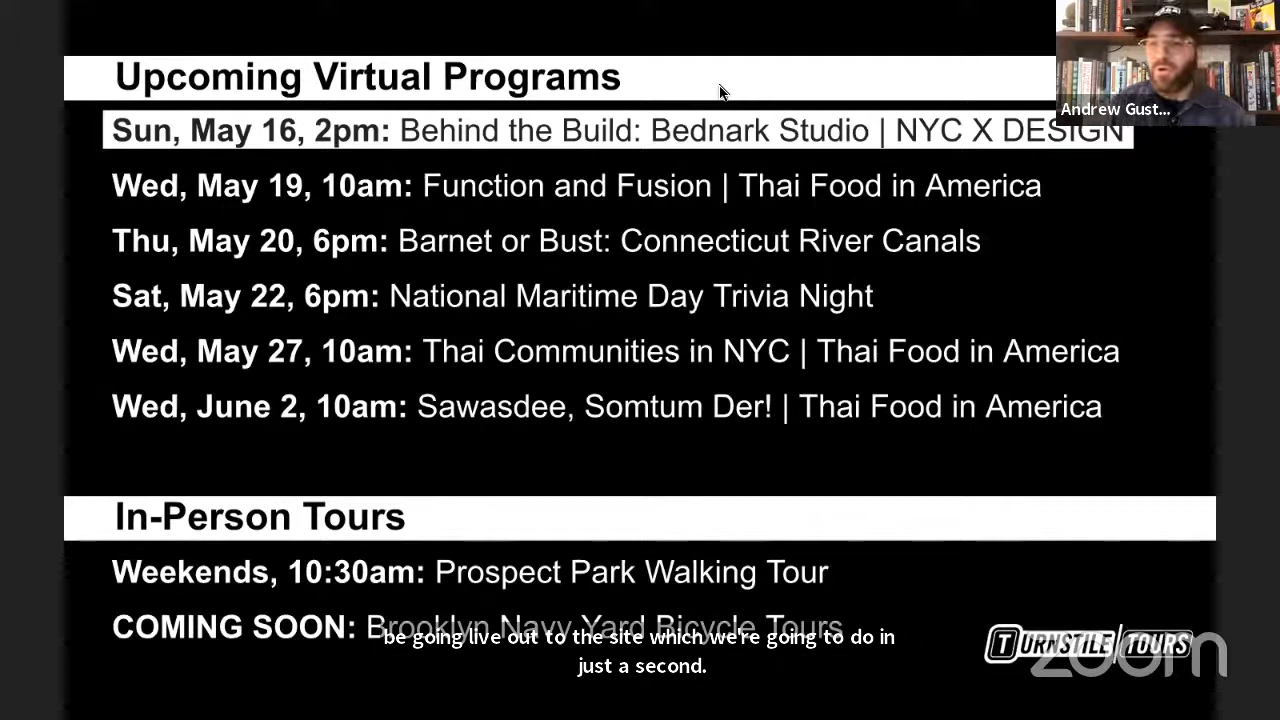 Upcoming Virtual Programs
Andrew Gust...
Sun, May 16, 2pm: Behind the Build: Bednark Studio | NYC X DESIGN
Wed, May 19, 10am: Function and Fusion | Thai Food in America
Thu, May 20, 6pm: Barnet or Bust: Connecticut River Canals
Sat, May 22, 6pm: National Maritime Day Trivia Night
Wed, May 27, 10am: Thai Communities in NYC | Thai Food in America
Wed, June 2, 10am: Sawasdee, Somtum Der! | Thai Food in America
In-Person Tours
Weekends, 10:30am: Prospect Park Walking Tour
COMING SOON: Brooklyn Navy Yard Bicycle Tours
be going live out to the site which we're going to do in
just a second.
TURNSTILE TOURS
zoom